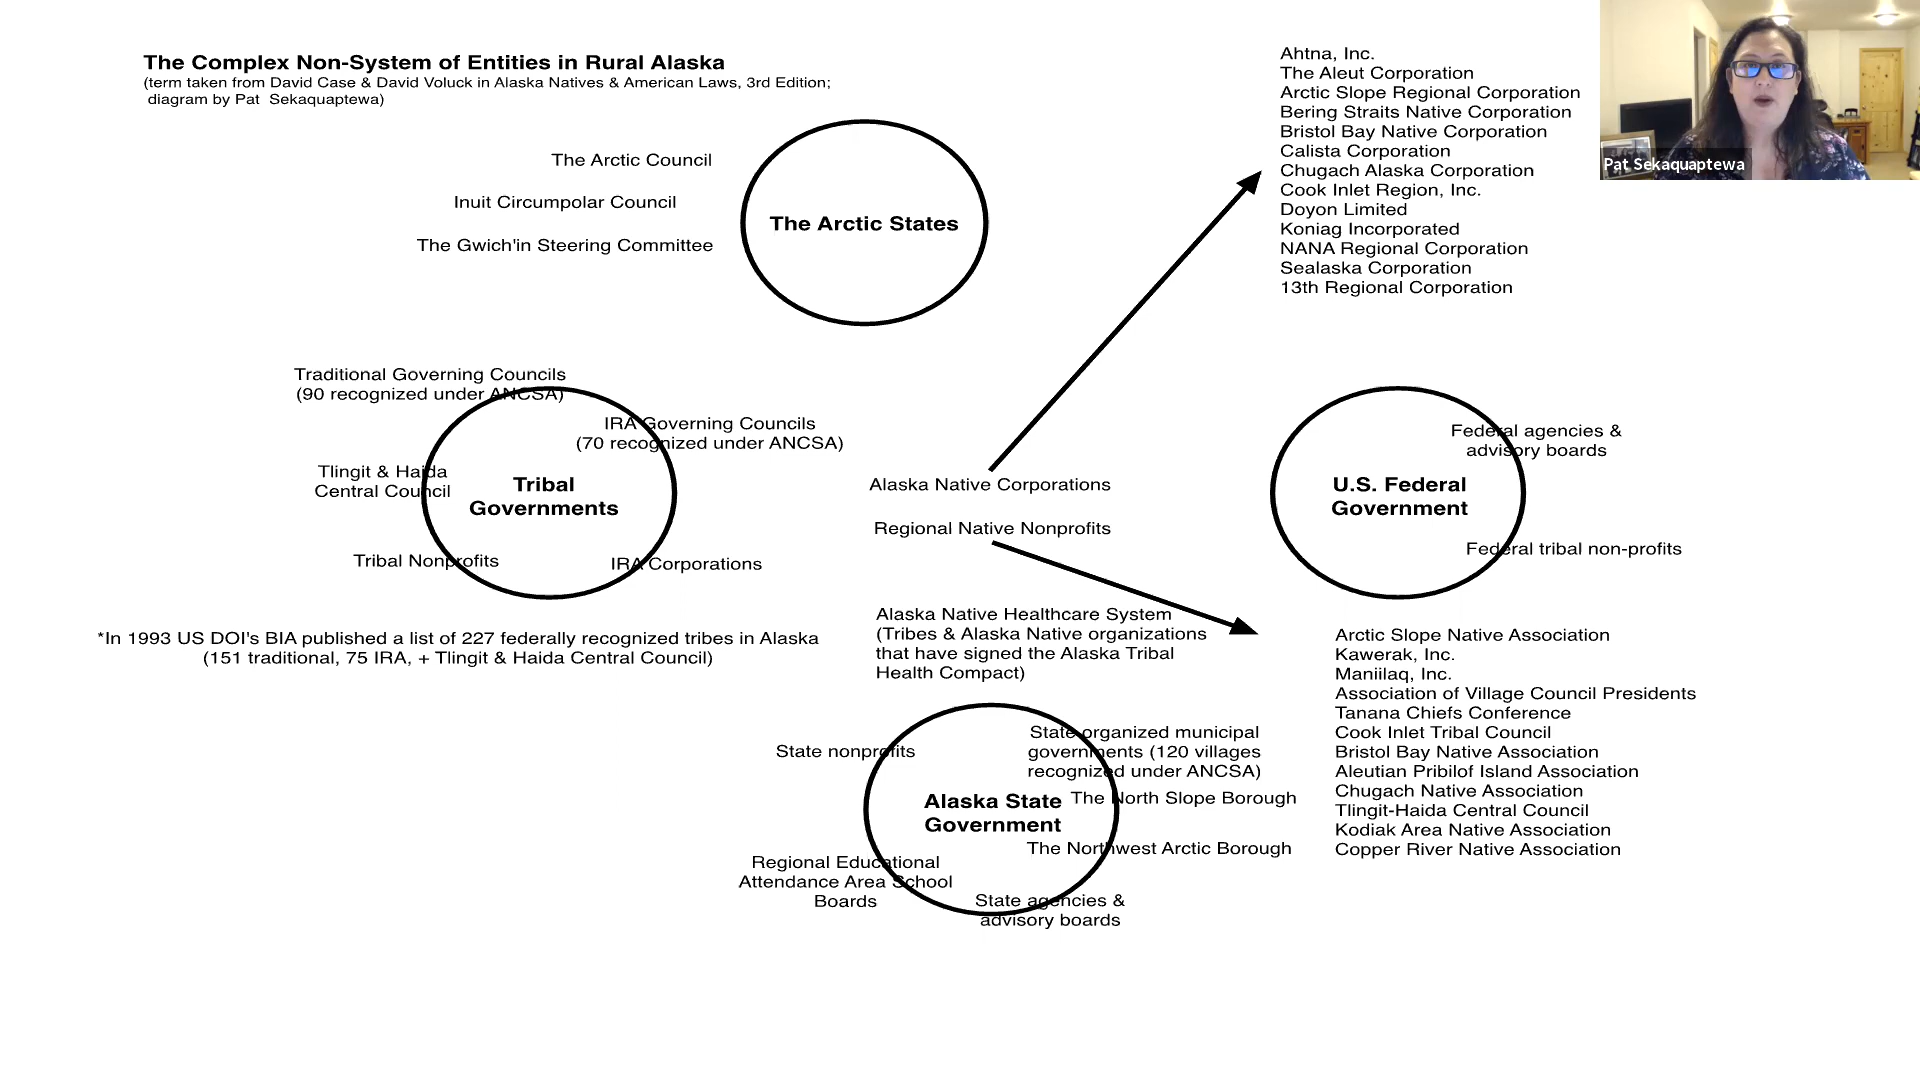 The Complex Non-System of Entities in Rural Alaska
(term taken from David Case & David Voluck in Alaska Natives & American Laws, 3rd Edition;
diagram by Pat Sekaquaptewa)
The Arctic Council
Inuit Circumpolar Council
The Gwich'in Steering Committee
The Arctic States
Ahtna, Inc.
The Aleut Corporation
Arctic Slope Regional Corporation
Bering Straits Native Corporation
Bristol Bay Native Corporation
Calista Corporation
Chugach Alaska Corporation
Cook Inlet Region, Inc.
Doyon Limited
Koniag Incorporated
NANA Regional Corporation
Sealaska Corporation
13th Regional Corporation
Pat Sekaquaptewa
Traditional Governing Councils
(90 recognized under ANCSA)
IRA Governing Councils
(70 recognized under ANCSA)
Tlingit & Haida
Central Council
Tribal
Governments
Tribal Nonprofits
IRA Corporations
*In 1993 US DOI's BIA published a list of 227 federally recognized tribes in Alaska
(151 traditional, 75 IRA, + Tlingit & Haida Central Council)
Alaska Native Corporations
Regional Native Nonprofits
Alaska Native Healthcare System
(Tribes & Alaska Native organizations
that have signed the Alaska Tribal
Health Compact)
Federal agencies &
advisory boards
U.S. Federal
Government
Federal tribal non-profits
Arctic Slope Native Association
Kawerak, Inc.
Maniilaq, Inc.
Association of Village Council Presidents
Tanana Chiefs Conference
Cook Inlet Tribal Council
Bristol Bay Native Association
Aleutian Pribilof Island Association
Chugach Native Association
Tlingit-Haida Central Council
Kodiak Area Native Association
Copper River Native Association
State nonprofits
State organized municipal
governments (120 villages
recognized under ANCSA)
Alaska State
Government
The North Slope Borough
The Northwest Arctic Borough
Regional Educational
Attendance Area School
Boards
State agencies &
advisory boards